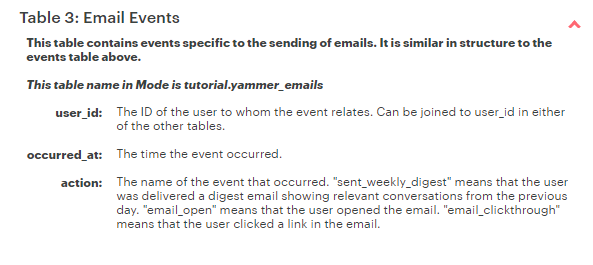 Table 3: Email Events
This table contains events specific to the sending of emails. It is similar in structure to the
events table above.
This table name in Mode is tutorial.yammer_emails
user_id: The ID of the user to whom the event relates. Can be joined to user_id in either
of the other tables.
occurred_at: The time the event occurred.
action: The name of the event that occurred. "sent_weekly_digest" means that the user
was delivered a digest email showing relevant conversations from the previous
day. "email_open" means that the user opened the email. "email_clickthrough"
means that the user clicked a link in the email.